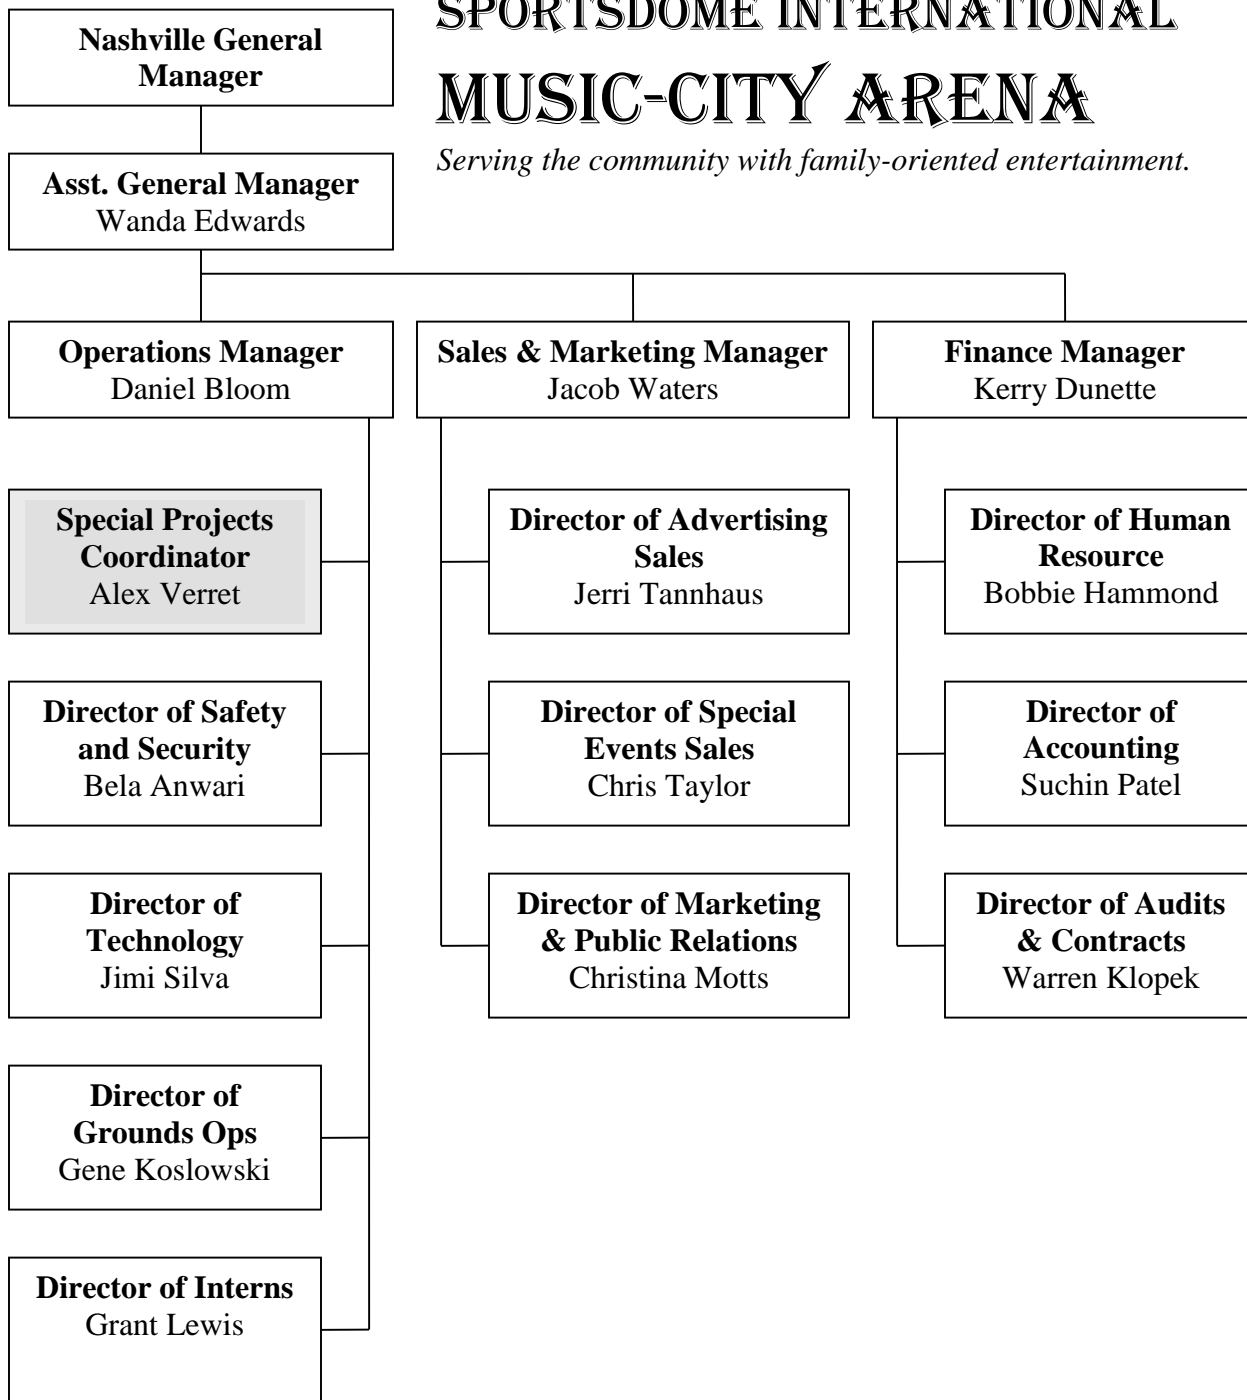 SPORTSDOME INTERNATIONAL
MUSIC-CITY ARENA
Serving the community with family-oriented entertainment.
Nashville General
Manager
Asst. General Manager
Wanda Edwards
Operations Manager
Daniel Bloom
Sales & Marketing Manager
Jacob Waters
Finance Manager
Kerry Dunette
Special Projects
Coordinator
Alex Verret
Director of Safety
and Security
Bela Anwari
Director of
Technology
Jimi Silva
Director of
Grounds Ops
Gene Koslowski
Director of Interns
Grant Lewis
Director of Advertising
Sales
Jerri Tannhaus
Director of Special
Events Sales
Chris Taylor
Director of Marketing
& Public Relations
Christina Motts
Director of Human
Resource
Bobbie Hammond
Director of
Accounting
Suchin Patel
Director of Audits
& Contracts
Warren Klopek